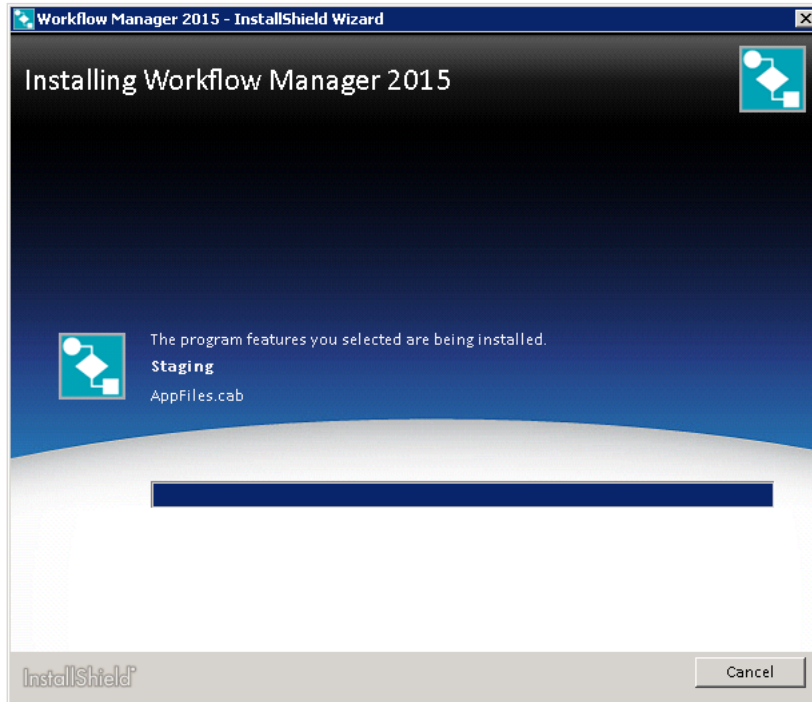 Workflow Manager 2015 - InstallShield Wizard
Installing Workflow Manager 2015
The program features you selected are being installed.
Staging
AppFiles.cab
InstallShield
Cancel